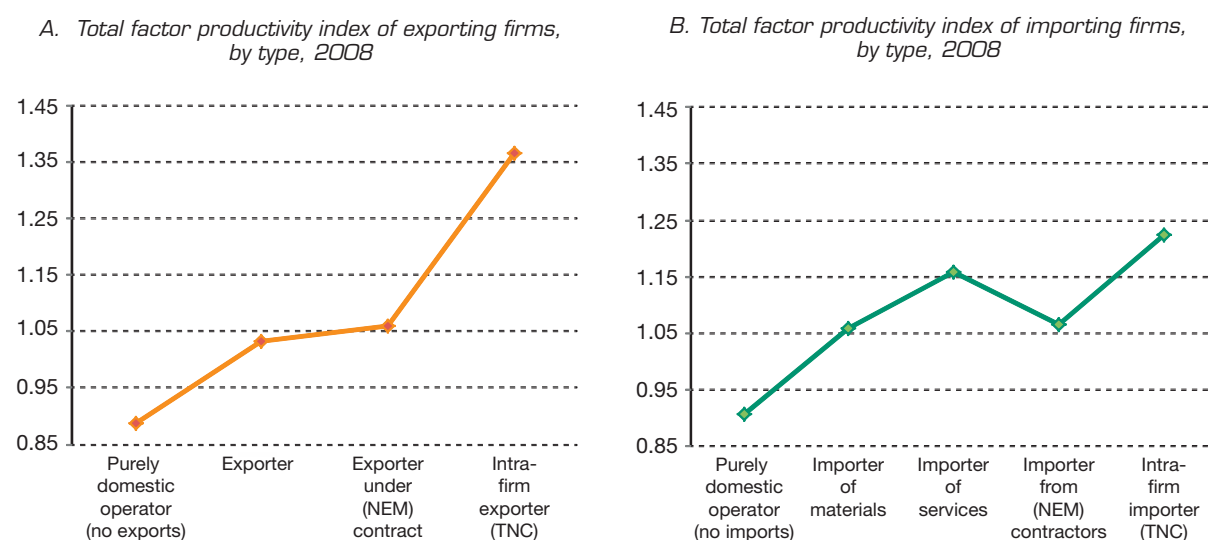 A. Total factor productivity index of exporting firms,
by type, 2008
1.45
1.35
1.25
1.15
1.05
0.95
0.85
Purely
domestic
operator
(no exports)
Exporter
Exporter
under
(NEM)
contract
Intra-
firm
exporter
(TNC)
B. Total factor productivity index of importing firms,
by type, 2008
1.45
1.35
1.25
1.15
1.05
0.95
0.85
Purely
domestic
operator
(no imports)
Importer
of
materials
Importer
of
services
Importer
from
(NEM)
contractors
Intra-
firm
importer
(TNC)